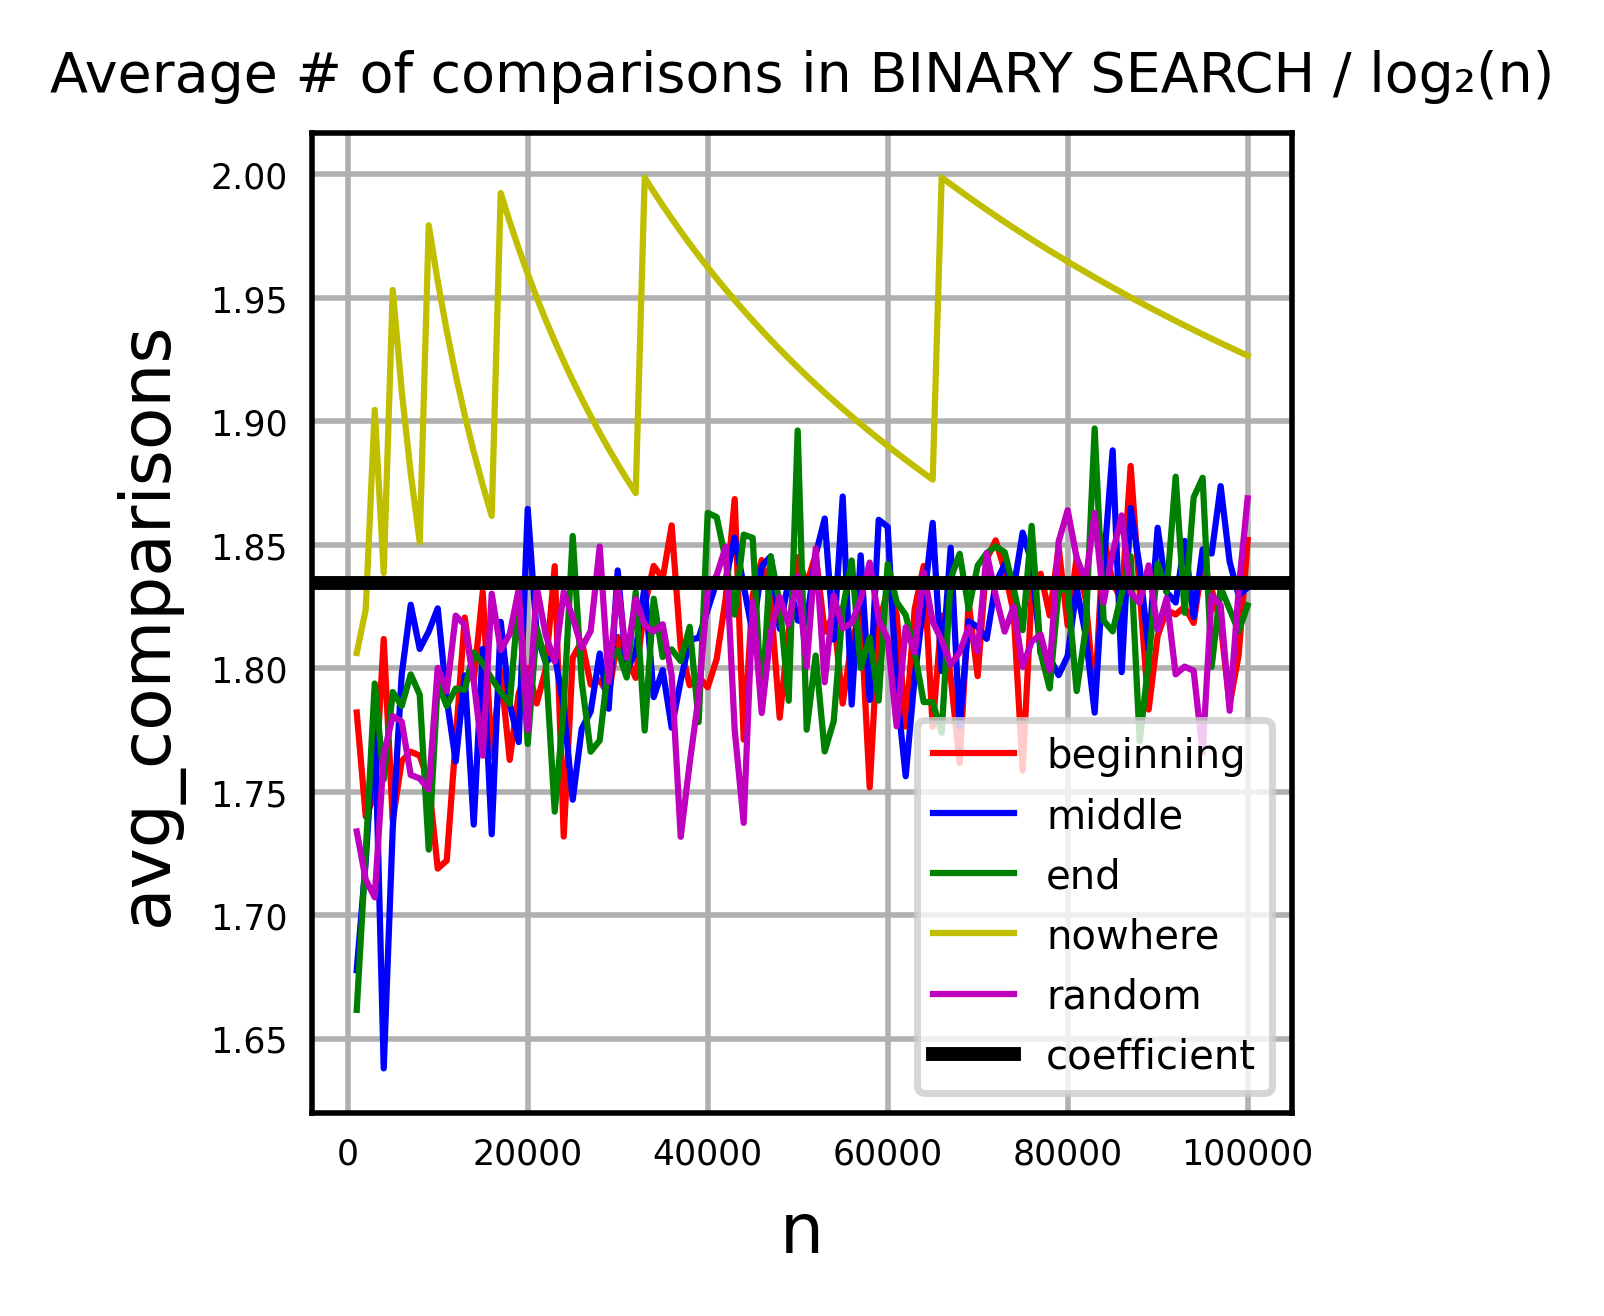 Average # of comparisons in BINARY SEARCH / log₂(n)
2.00
1.95
1.90
1.85
1.80
1.75
1.70
1.65
avg_comparisons
beginning
middle
end
nowhere
random
coefficient
0 20000 40000 60000 80000 100000
n